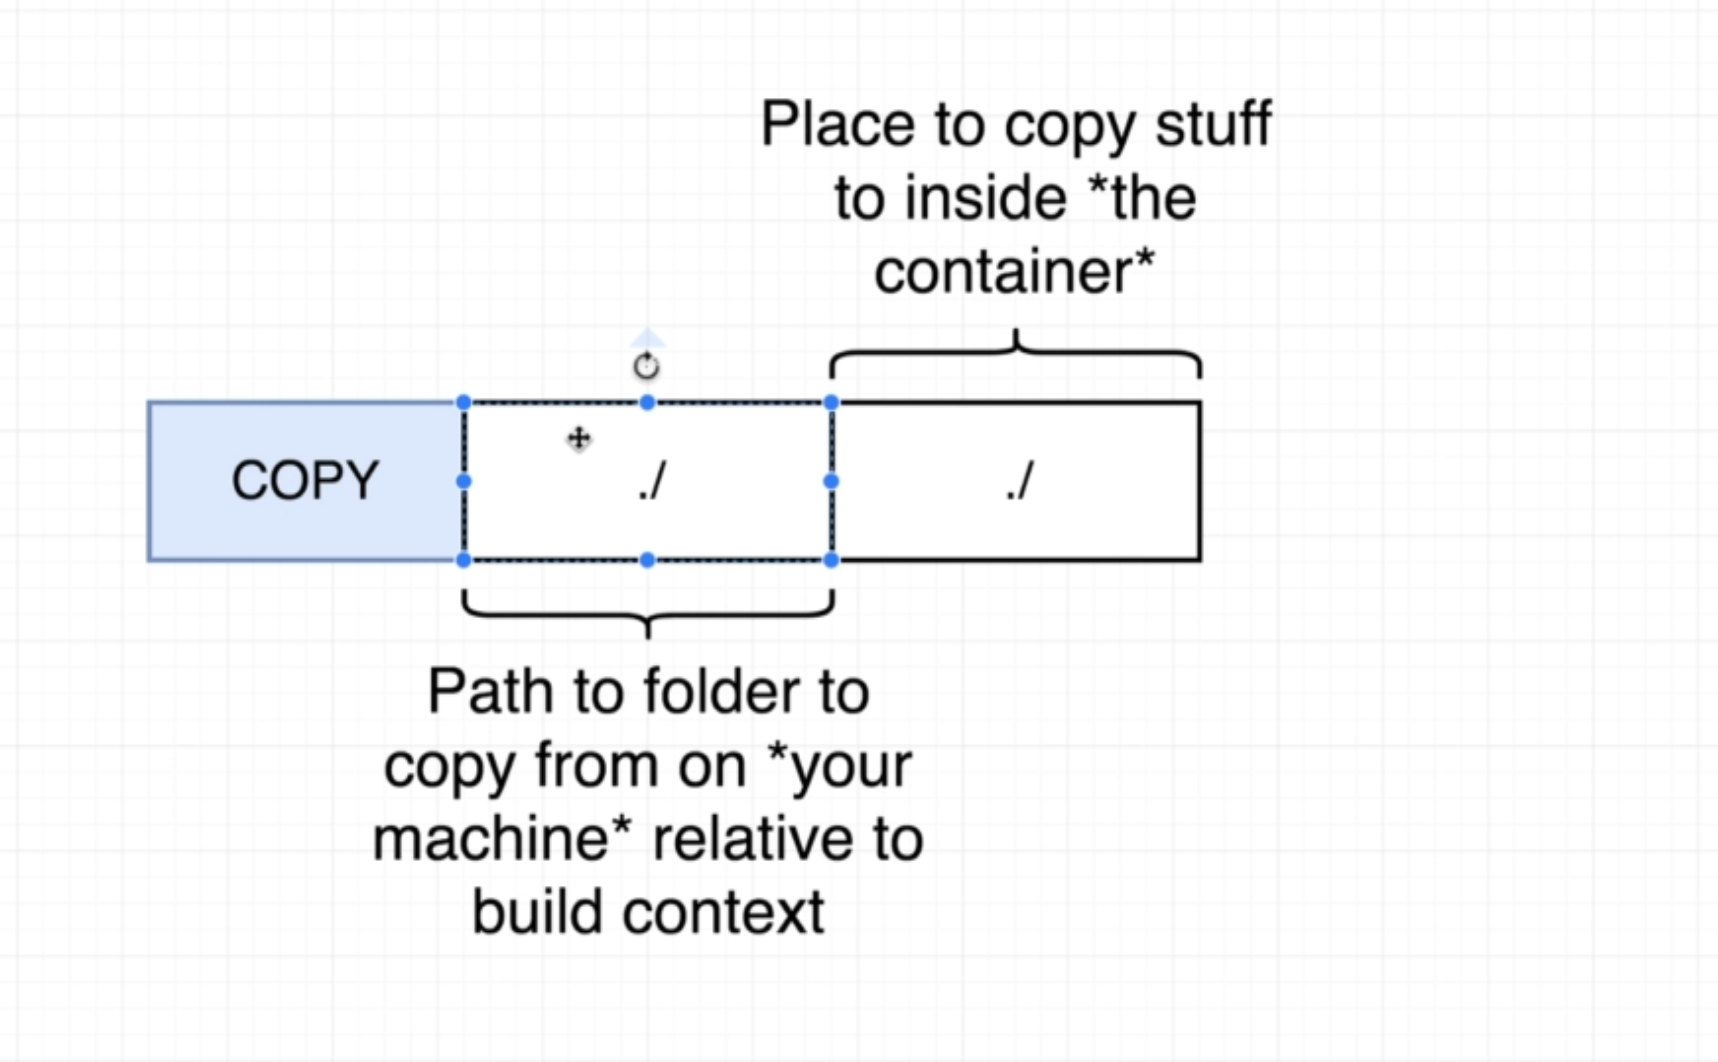 Place to copy stuff
to inside *the
container*
COPY
./
./
Path to folder to
copy from on *your
machine* relative to
build context